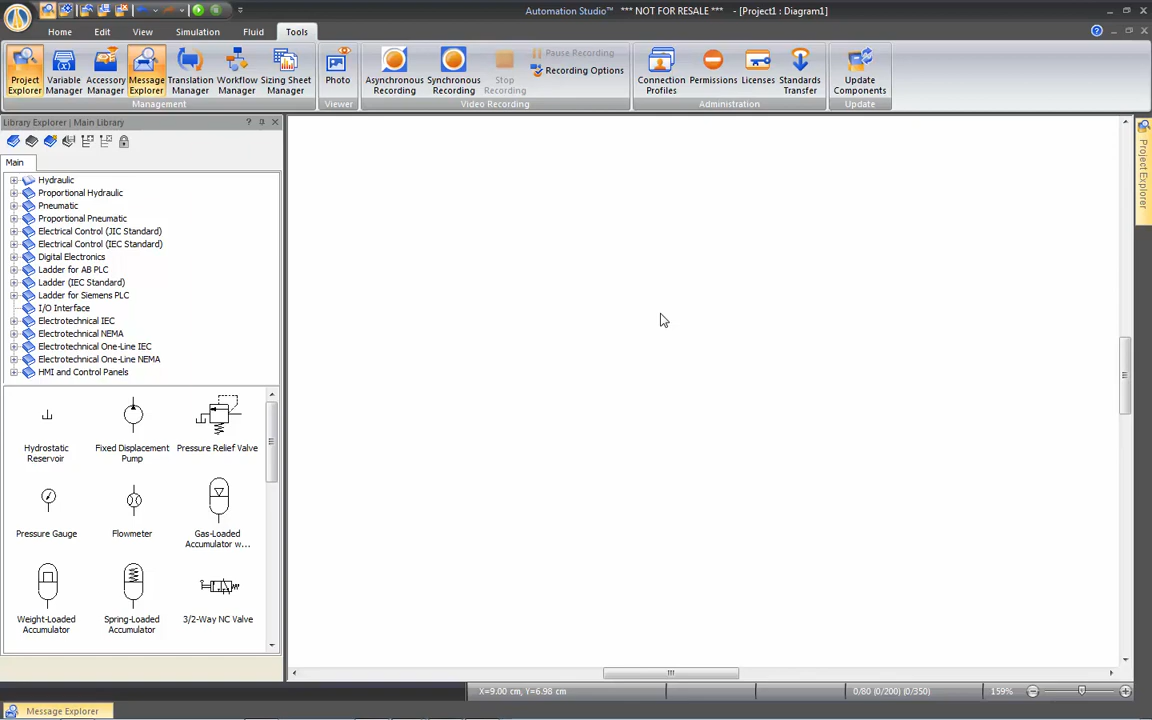 Automation Studio™ *** NOT FOR RESALE *** - [Project1 : Diagram1]
Home Edit View Simulation Fluid Tools
Project Explorer
Variable Manager
Accessory Manager
Message Explorer
Translation Manager
Workflow Manager
Sizing Sheet Manager
Photo
Asynchronous Recording
Synchronous Recording
Stop Recording
Pause Recording
Recording Options
Connection Profiles
Permissions
Licenses
Standards Transfer
Update Components
Management
Viewer
Video Recording
Administration
Update
Library Explorer | Main Library
Main
Hydraulic
Proportional Hydraulic
Pneumatic
Proportional Pneumatic
Electrical Control (JIC Standard)
Electrical Control (IEC Standard)
Digital Electronics
Ladder for AB PLC
Ladder (IEC Standard)
Ladder for Siemens PLC
I/O Interface
Electrotechnical IEC
Electrotechnical NEMA
Electrotechnical One-Line IEC
Electrotechnical One-Line NEMA
HMI and Control Panels
Hydrostatic Reservoir
Fixed Displacement Pump
Pressure Relief Valve
Pressure Gauge
Flowmeter
Gas-Loaded Accumulator w...
Weight-Loaded Accumulator
Spring-Loaded Accumulator
3/2-Way NC Valve
Project Explorer
X=9.00 cm, Y=6.98 cm
0/80 (0/200) (0/350)
159%
Message Explorer